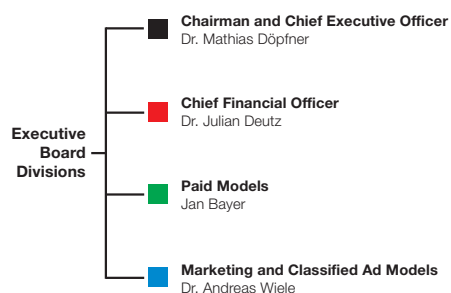 Chairman and Chief Executive Officer
Dr. Mathias Döpfner
Chief Financial Officer
Dr. Julian Deutz
Executive
Board
Divisions
Paid Models
Jan Bayer
Marketing and Classified Ad Models
Dr. Andreas Wiele